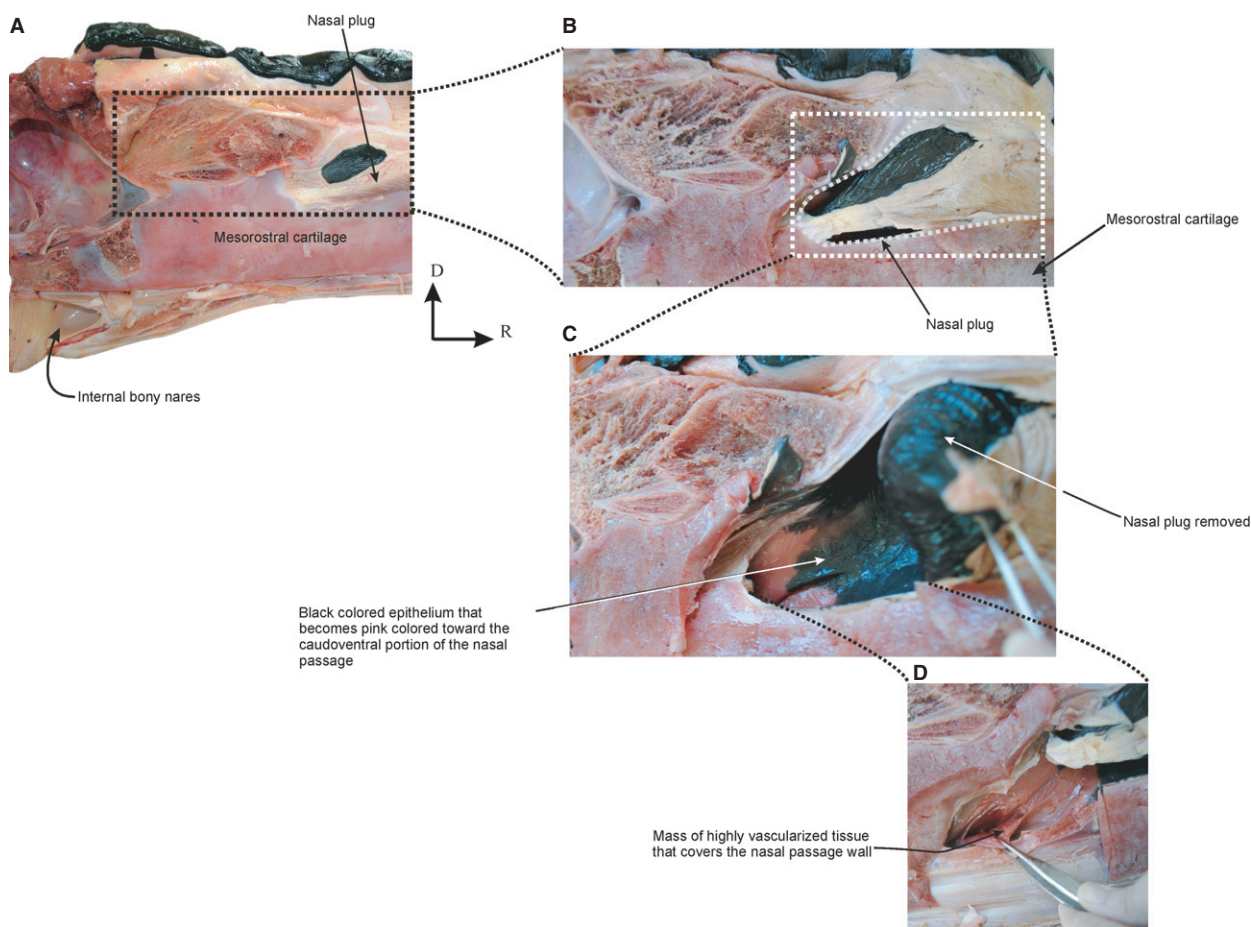 A
Nasal plug
Mesorostral cartilage
D
R
Internal bony nares
B
Mesorostral cartilage
Nasal plug
C
Nasal plug removed
Black colored epithelium that
becomes pink colored toward the
caudoventral portion of the nasal
passage
D
Mass of highly vascularized tissue
that covers the nasal passage wall